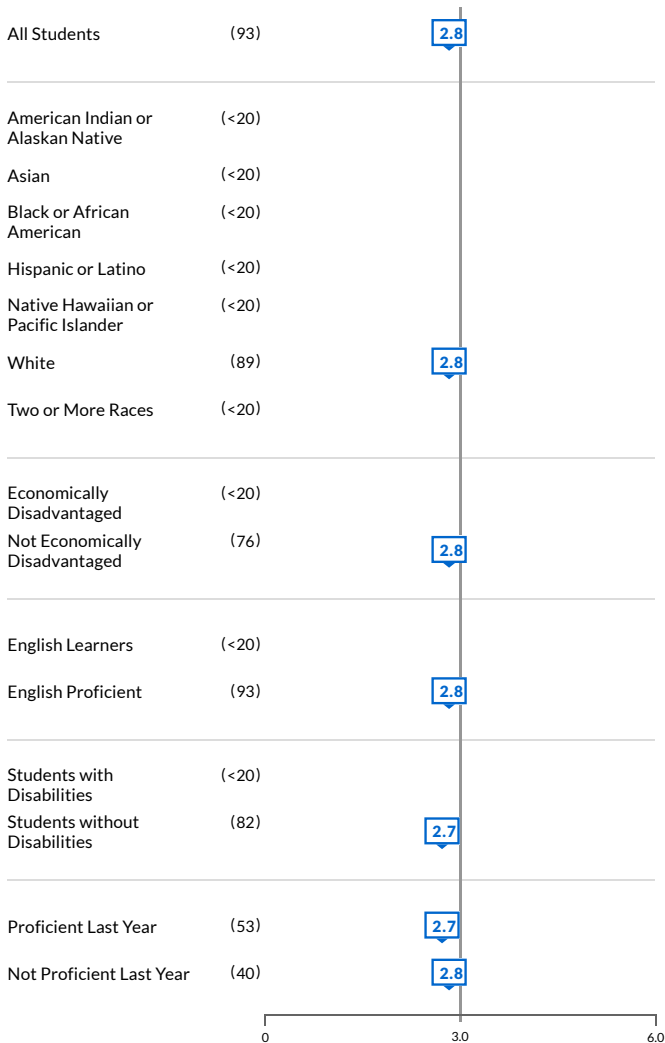 All Students (93) 2.8
American Indian or (<20)
Alaskan Native
Asian (<20)
Black or African (<20)
American
Hispanic or Latino (<20)
Native Hawaiian or (<20)
Pacific Islander
White (89) 2.8
Two or More Races (<20)
Economically (<20)
Disadvantaged
Not Economically (76) 2.8
Disadvantaged
English Learners (<20)
English Proficient (93) 2.8
Students with (<20)
Disabilities
Students without (82) 2.7
Disabilities
Proficient Last Year (53) 2.7
Not Proficient Last Year (40) 2.8
0 3.0 6.0